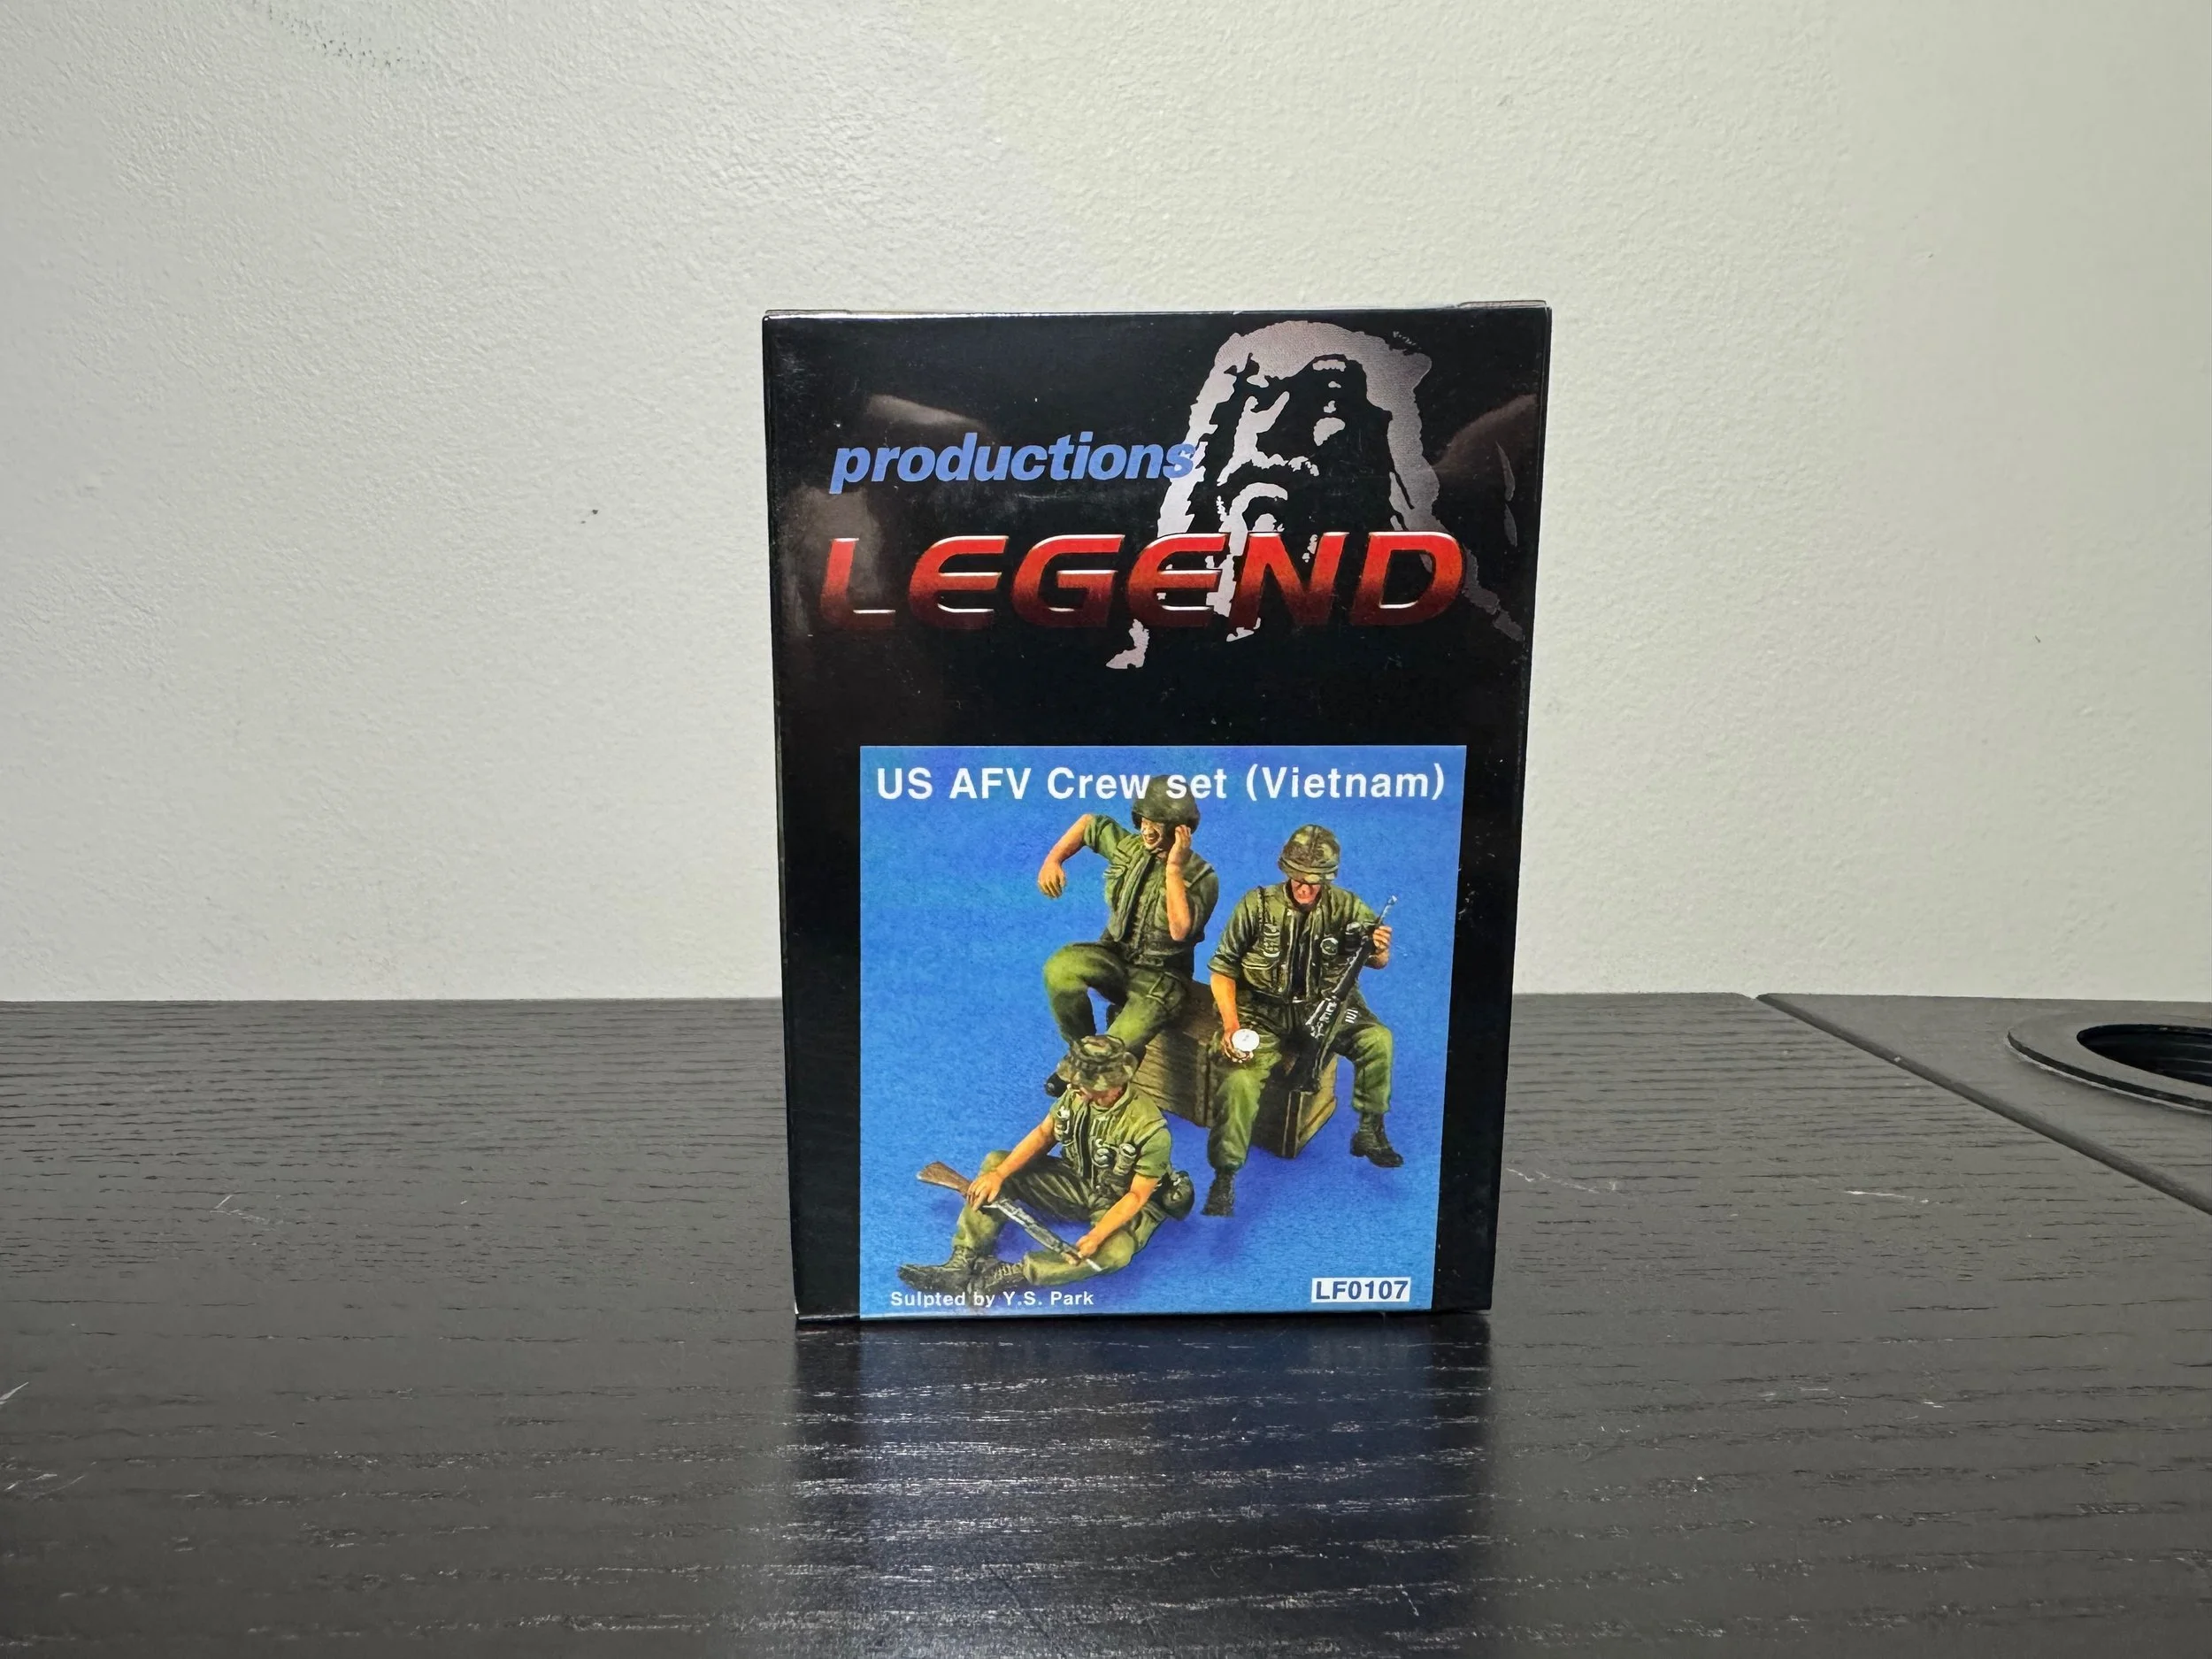 productions
LEGEND
US AFV Crew set (Vietnam)
Sulpted by Y.S. Park
LF0107